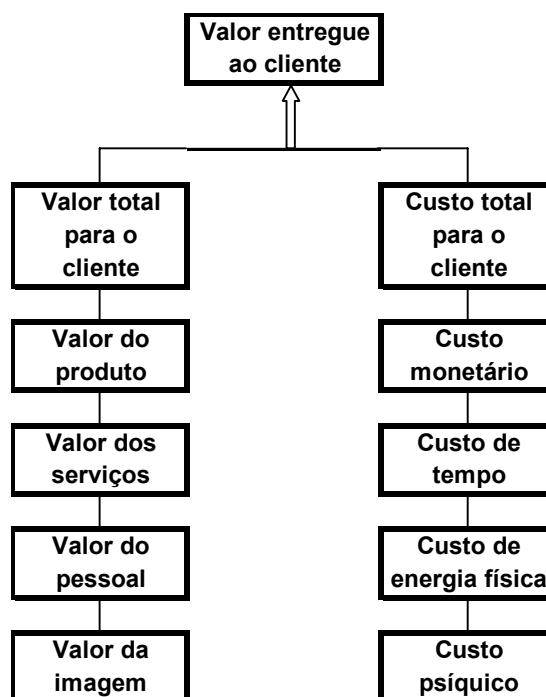 Valor entregue
ao cliente
Valor total
para o
cliente
Custo total
para o
cliente
Valor do
produto
Custo
monetário
Valor dos
serviços
Custo de
tempo
Valor do
pessoal
Custo de
energia física
Valor da
imagem
Custo
psíquico